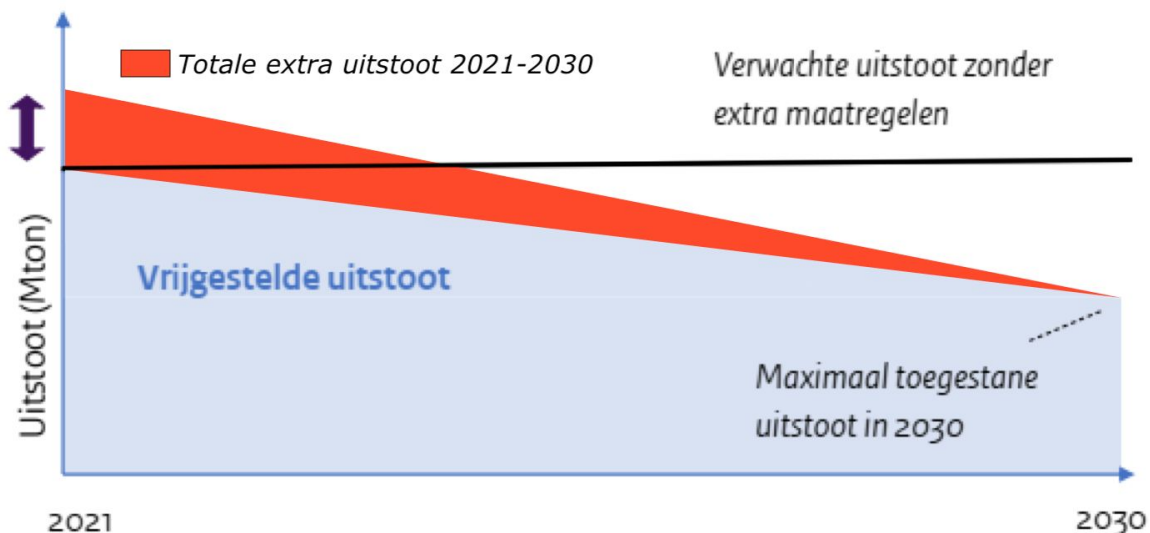 Totale extra uitstoot 2021-2030
Verwachte uitstoot zonder
extra maatregelen
Uitstoot (Mton)
Vrijgestelde uitstoot
Maximaal toegestane
uitstoot in 2030
2021
2030